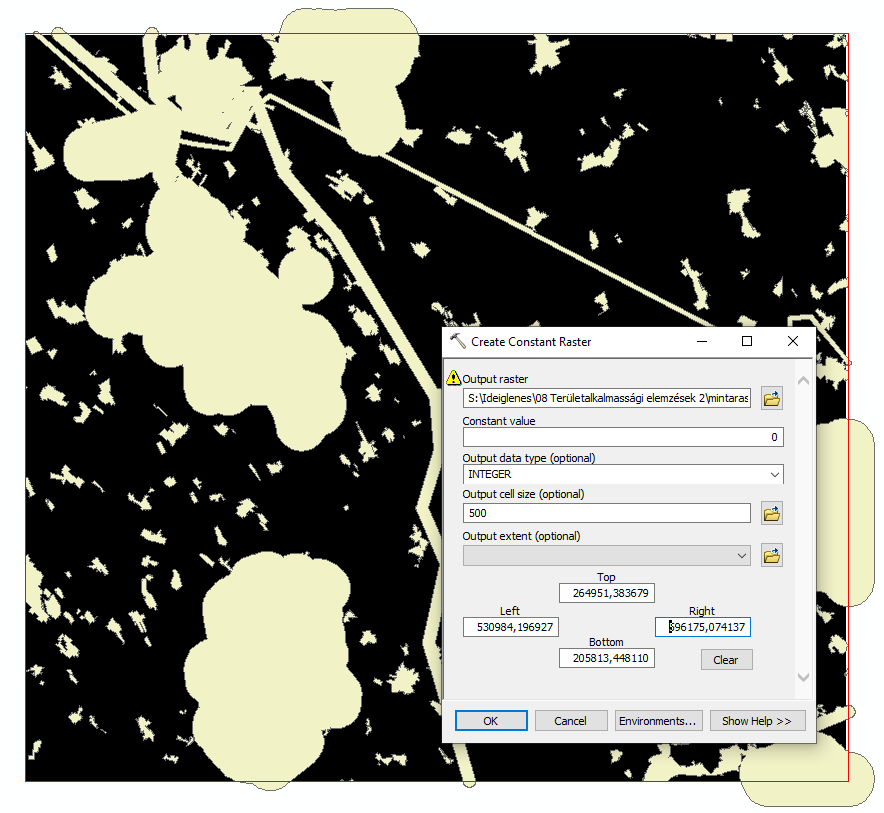 Create Constant Raster
Output raster
S:\Ideiglenes\08 Területalkalmassági elemzések 2\mintaras
Constant value
0
Output data type (optional)
INTEGER
Output cell size (optional)
500
Output extent (optional)
Top
264951,383679
Left
Right
530984,196927
596175,074137
Bottom
205813,448110
Clear
OK
Cancel
Environments...
Show Help >>